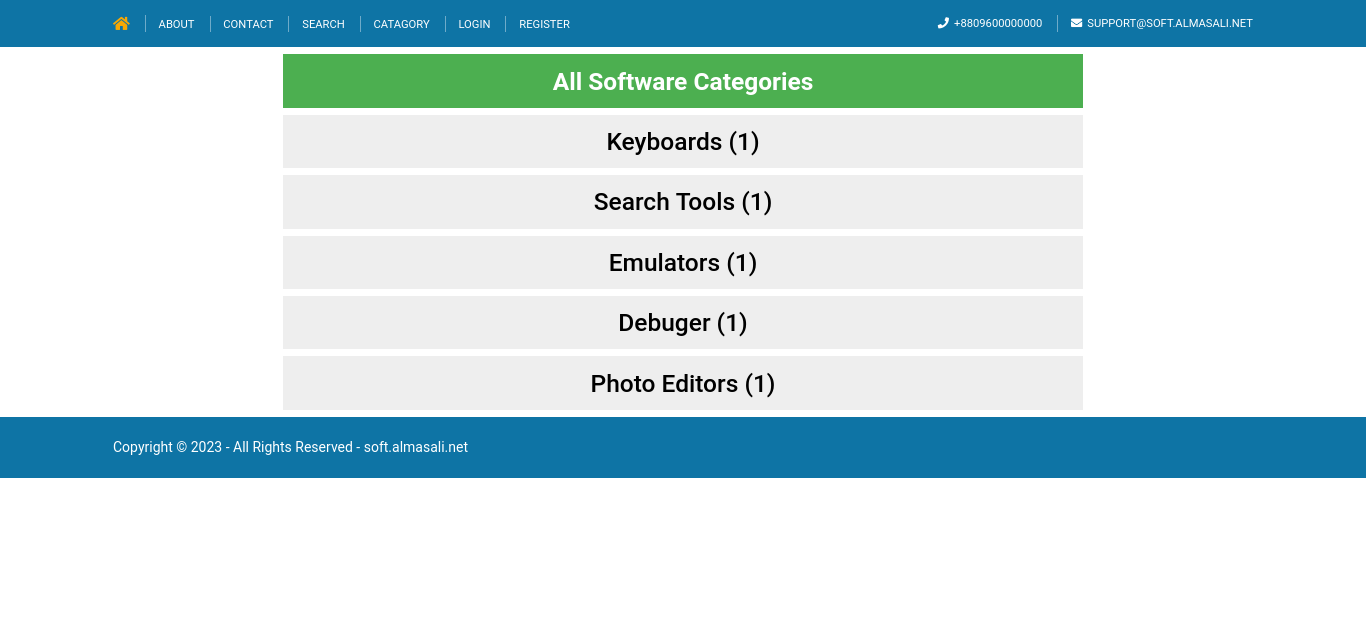 ABOUT CONTACT SEARCH CATAGORY LOGIN REGISTER +8809600000000 SUPPORT@SOFT.ALMASALI.NET
All Software Categories
Keyboards (1)
Search Tools (1)
Emulators (1)
Debuger (1)
Photo Editors (1)
Copyright © 2023 - All Rights Reserved - soft.almasali.net